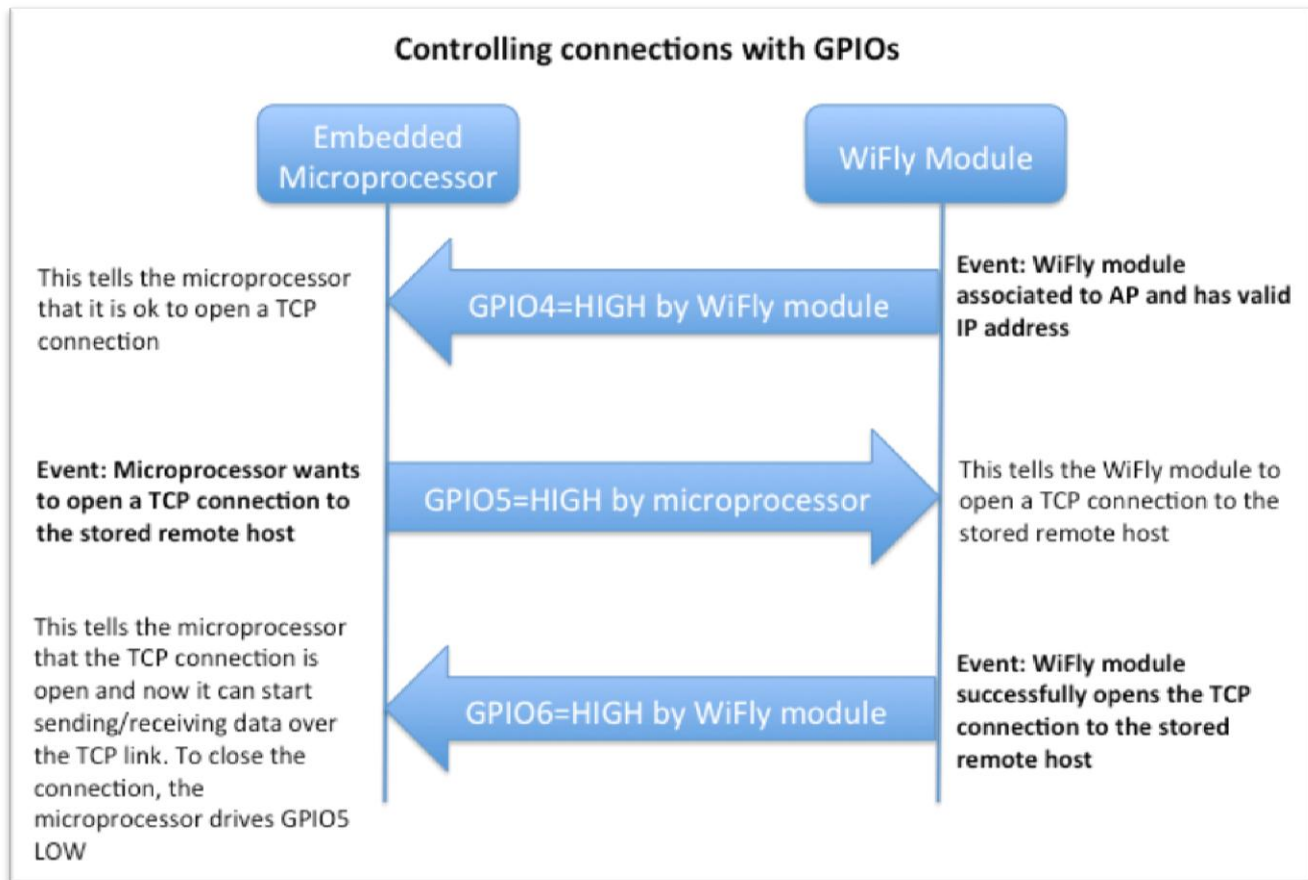 Controlling connections with GPIOs
Embedded
Microprocessor
WiFly Module
This tells the microprocessor
that it is ok to open a TCP
connection
GPIO4=HIGH by WiFly module
Event: WiFly module
associated to AP and has valid
IP address
Event: Microprocessor wants
to open a TCP connection to
the stored remote host
GPIO5=HIGH by microprocessor
This tells the WiFly module to
open a TCP connection to the
stored remote host
This tells the microprocessor
that the TCP connection is
open and now it can start
sending/receiving data over
the TCP link. To close the
connection, the
microprocessor drives GPIO5
LOW
GPIO6=HIGH by WiFly module
Event: WiFly module
successfully opens the TCP
connection to the stored
remote host